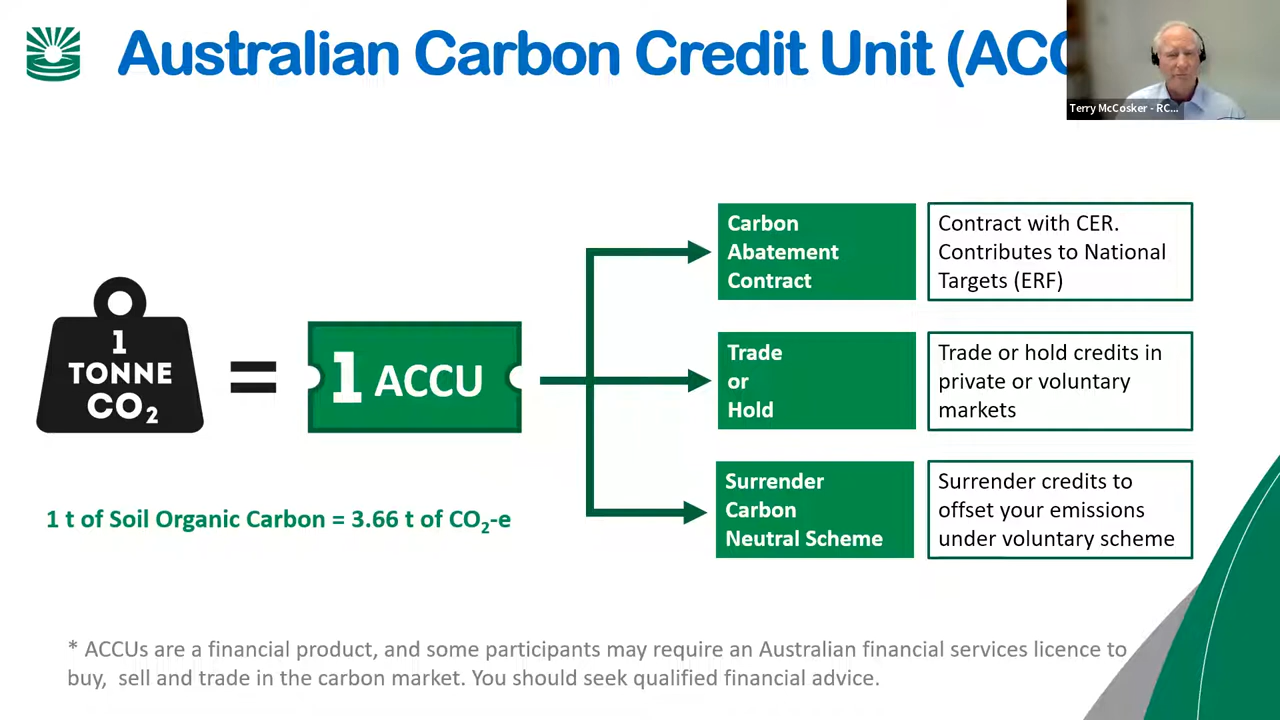 Australian Carbon Credit Unit (ACC
Terry McCosker - RC...
Carbon
Abatement
Contract
Contract with CER.
Contributes to National
Targets (ERF)
1
TONNE
CO₂
=
1 ACCU
Trade
or
Hold
Trade or hold credits in
private or voluntary
markets
Surrender
Carbon
Neutral Scheme
Surrender credits to
offset your emissions
under voluntary scheme
1 t of Soil Organic Carbon = 3.66 t of CO₂-e
* ACCUs are a financial product, and some participants may require an Australian financial services licence to
buy, sell and trade in the carbon market. You should seek qualified financial advice.